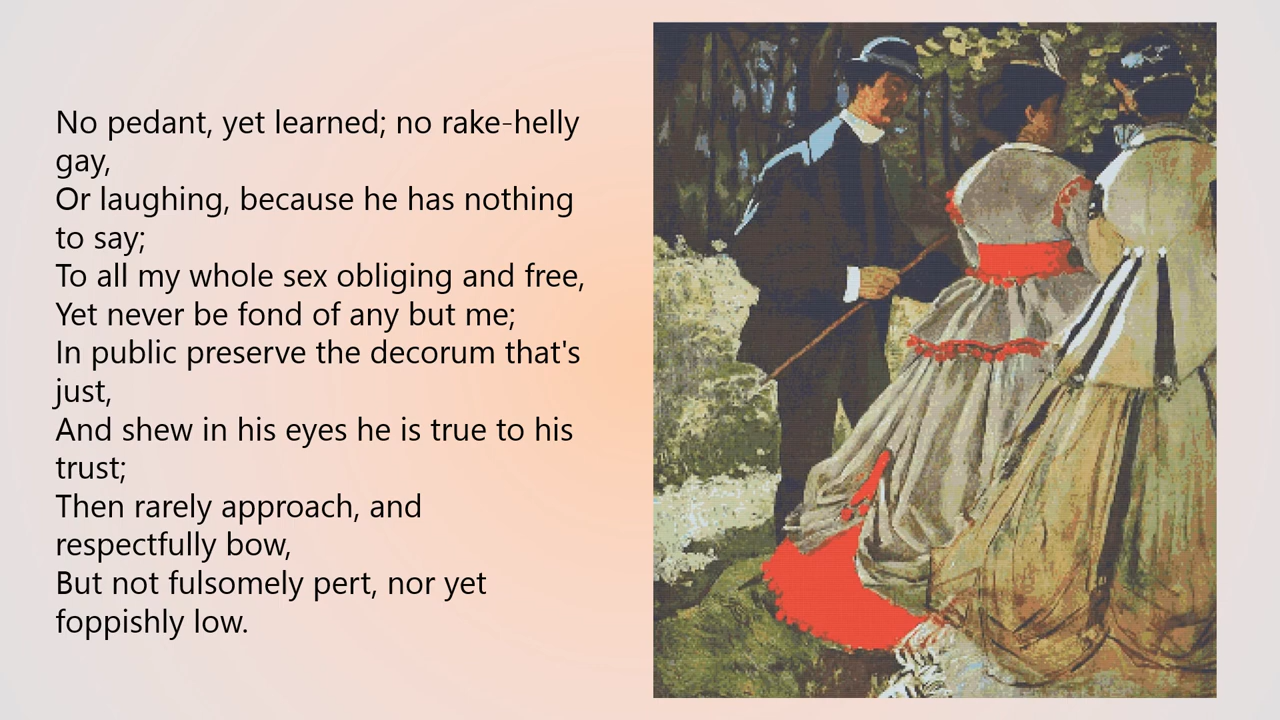 No pedant, yet learned; no rake-helly
gay,
Or laughing, because he has nothing
to say;
To all my whole sex obliging and free,
Yet never be fond of any but me;
In public preserve the decorum that's
just,
And shew in his eyes he is true to his
trust;
Then rarely approach, and
respectfully bow,
But not fulsomely pert, nor yet
foppishly low.